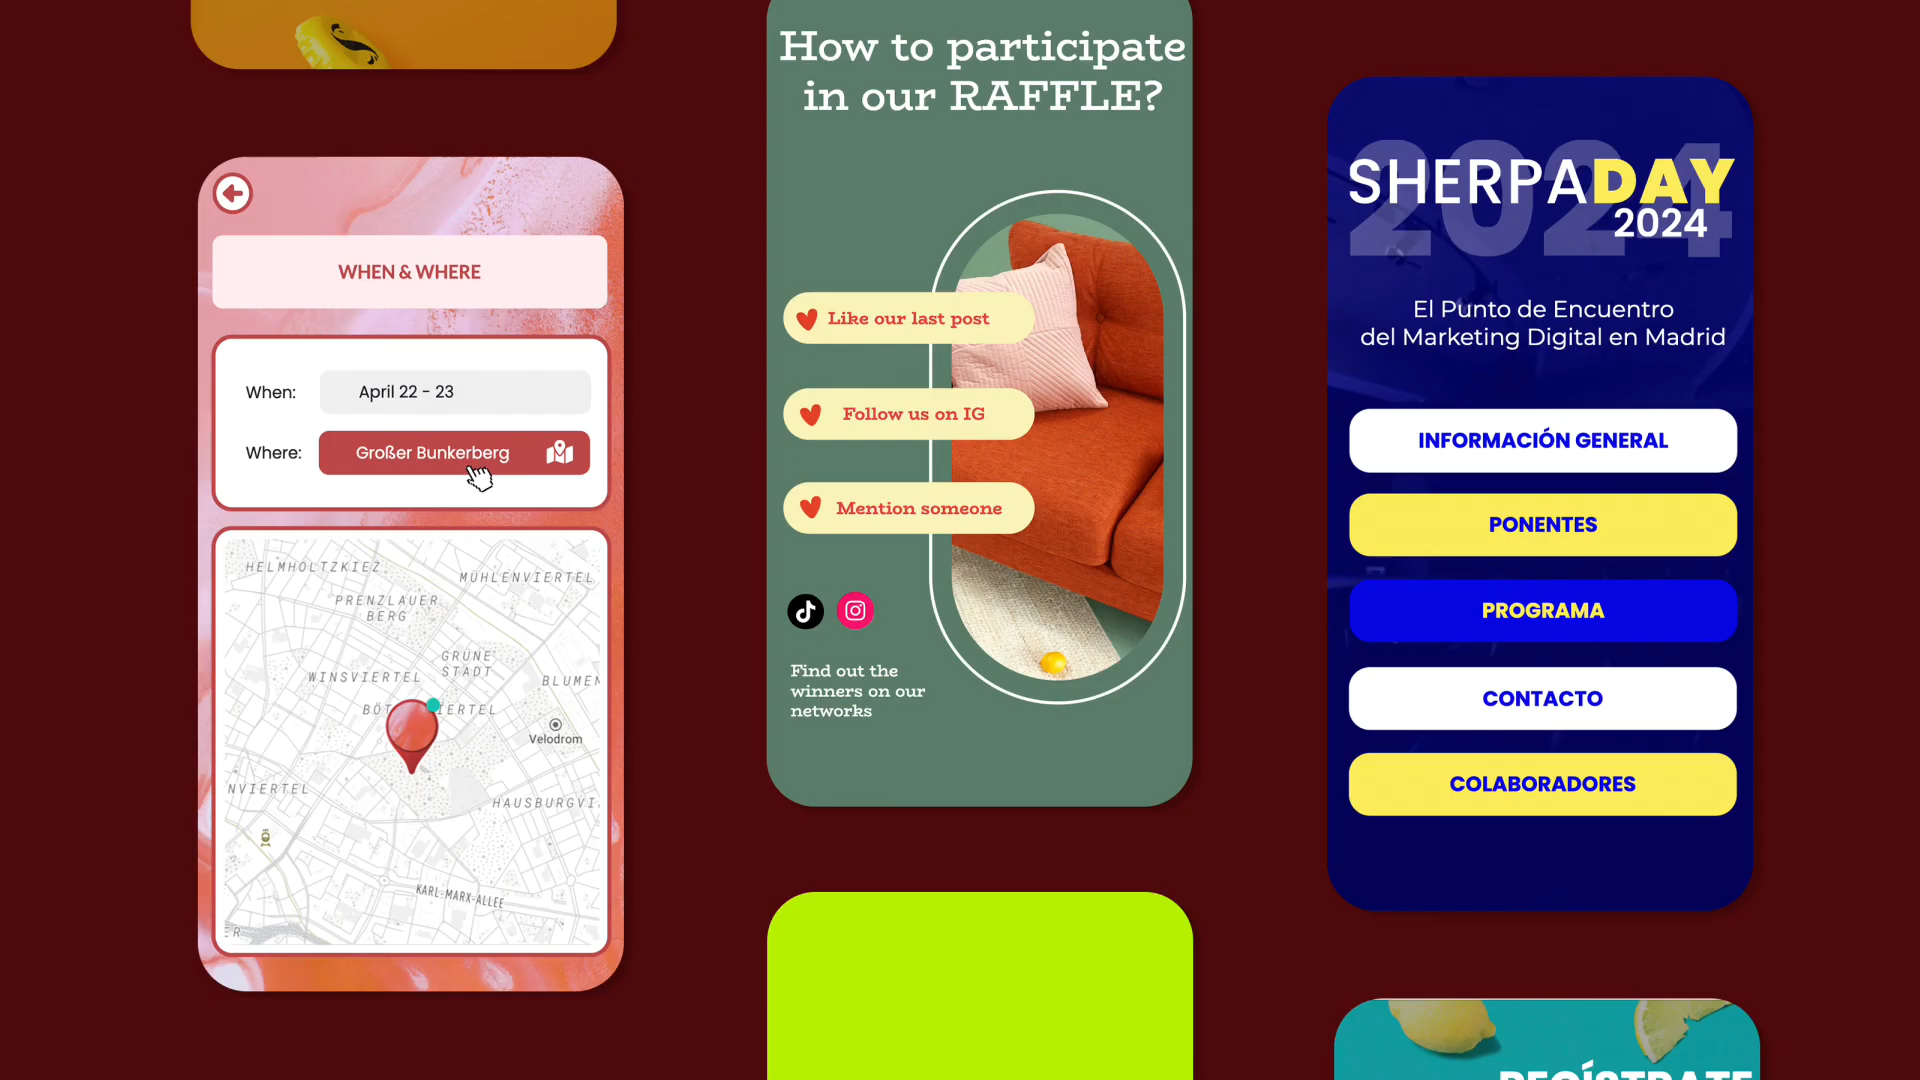 WHEN & WHERE
When:
April 22 - 23
Where:
Großer Bunkerberg
HELMHOLTZKIEZ
MÜHLENVIERTEL
PRENZLAUER
BERG
GRÜNE
STADT
WINSVIERTEL
BLUMEN
Velodrom
NVIERTEL
HAUSBURGVI
KARL-MARX-ALLEE
ER
How to participate
in our RAFFLE?
Like our last post
Follow us on IG
Mention someone
Find out the
winners on our
networks
2024
SHERPADAY
2024
El Punto de Encuentro
del Marketing Digital en Madrid
INFORMACIÓN GENERAL
PONENTES
PROGRAMA
CONTACTO
COLABORADORES
REGÍSTRATE